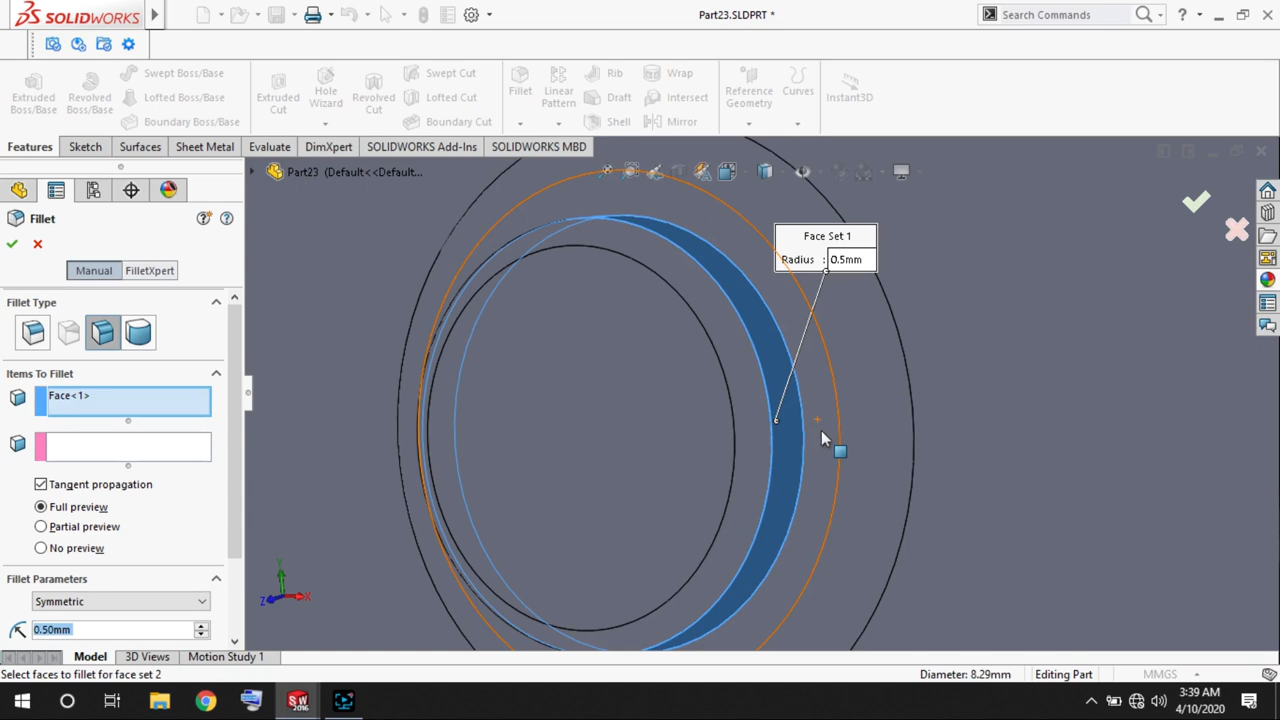 SOLIDWORKS
Part23.SLDPRT *
Search Commands
?
Extruded Boss/Base
Revolved Boss/Base
Swept Boss/Base
Lofted Boss/Base
Boundary Boss/Base
Extruded Cut
Hole Wizard
Revolved Cut
Swept Cut
Lofted Cut
Boundary Cut
Fillet
Linear Pattern
Rib
Draft
Shell
Wrap
Intersect
Mirror
Reference Geometry
Curves
Instant3D
Features
Sketch
Surfaces
Sheet Metal
Evaluate
DimXpert
SOLIDWORKS Add-Ins
SOLIDWORKS MBD
Part23 (Default<<Default...
Fillet
Manual
FilletXpert
Fillet Type
Items To Fillet
Face<1>
Tangent propagation
Full preview
Partial preview
No preview
Fillet Parameters
Symmetric
0.50mm
Face Set 1
Radius : 0.5mm
Y
Z
X
Model
3D Views
Motion Study 1
Select faces to fillet for face set 2
Diameter: 8.29mm
Editing Part
MMGS
SW
2016
3:39 AM
4/10/2020